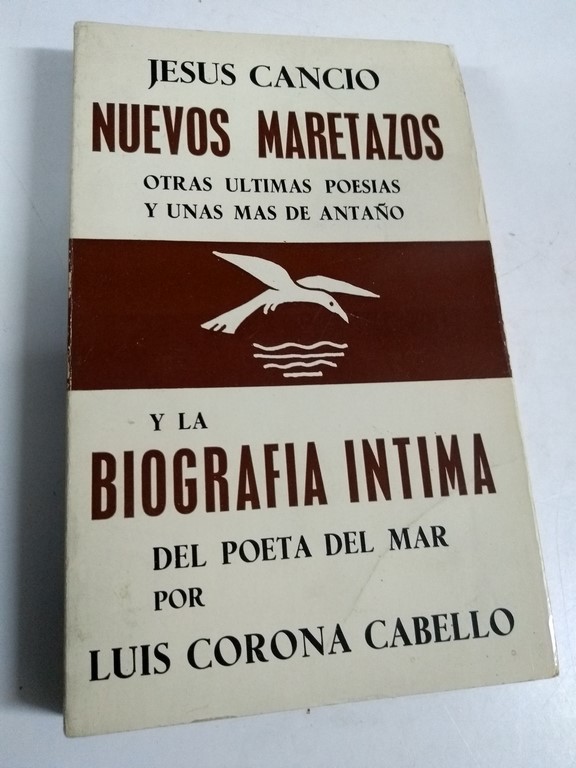 JESUS CANCIO
NUEVOS MARETAZOS
OTRAS ULTIMAS POESIAS
Y UNAS MAS DE ANTAÑO
Y LA
BIOGRAFIA INTIMA
DEL POETA DEL MAR
POR
LUIS CORONA CABELLO